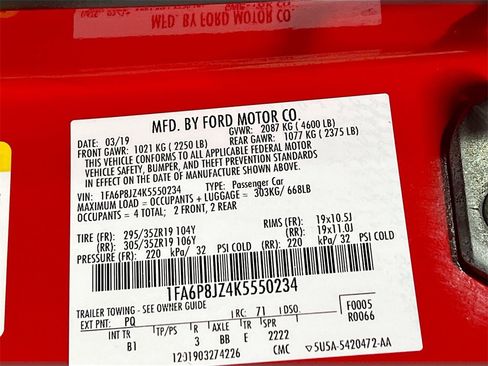 MFD. BY FORD MOTOR CO.
DATE: 03/19 GVWR: 2087 KG ( 4600 LB)
FRONT GAWR: 1021 KG ( 2250 LB) REAR GAWR: 1077 KG ( 2375 LB)
THIS VEHICLE CONFORMS TO ALL APPLICABLE FEDERAL MOTOR
VEHICLE SAFETY, BUMPER, AND THEFT PREVENTION STANDARDS
IN EFFECT ON THE DATE OF MANUFACTURE SHOWN ABOVE.
VIN: 1FA6P8JZ4K5550234 TYPE: Passenger Car
MAXIMUM LOAD = OCCUPANTS + LUGGAGE = 303KG/ 668LB
OCCUPANTS = 4 TOTAL; 2 FRONT, 2 REAR
TIRE (FR): 295/35ZR19 104Y RIMS (FR): 19x10.5J
(RR): 305/35ZR19 106Y (RR): 19x11.0J
PRESSURE (FR): 220 kPa/ 32 PSI COLD (RR): 220 kPa/ 32 PSI COLD
1FA6P8JZ4K5550234
TRAILER TOWING - SEE OWNER GUIDE
EXT PNT: PQ RC: 71 DSO: F0005
INT TR TP/PS R AXLE TR SPR R0066
B1 3 BB E 2222
1201903274226 CMC 5U5A-5420472-AA